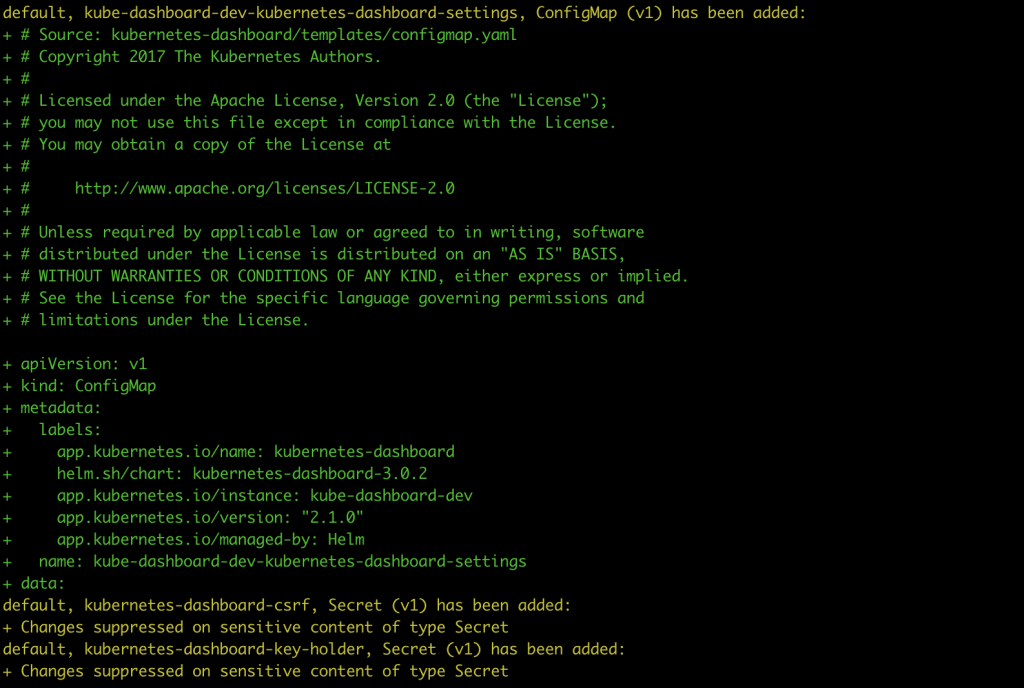 default, kube-dashboard-dev-kubernetes-dashboard-settings, ConfigMap (v1) has been added:
+ # Source: kubernetes-dashboard/templates/configmap.yaml
+ # Copyright 2017 The Kubernetes Authors.
+ #
+ # Licensed under the Apache License, Version 2.0 (the "License");
+ # you may not use this file except in compliance with the License.
+ # You may obtain a copy of the License at
+ #
+ #     http://www.apache.org/licenses/LICENSE-2.0
+ #
+ # Unless required by applicable law or agreed to in writing, software
+ # distributed under the License is distributed on an "AS IS" BASIS,
+ # WITHOUT WARRANTIES OR CONDITIONS OF ANY KIND, either express or implied.
+ # See the License for the specific language governing permissions and
+ # limitations under the License.

+ apiVersion: v1
+ kind: ConfigMap
+ metadata:
+   labels:
+     app.kubernetes.io/name: kubernetes-dashboard
+     helm.sh/chart: kubernetes-dashboard-3.0.2
+     app.kubernetes.io/instance: kube-dashboard-dev
+     app.kubernetes.io/version: "2.1.0"
+     app.kubernetes.io/managed-by: Helm
+   name: kube-dashboard-dev-kubernetes-dashboard-settings
+ data:
default, kubernetes-dashboard-csrf, Secret (v1) has been added:
+ Changes suppressed on sensitive content of type Secret
default, kubernetes-dashboard-key-holder, Secret (v1) has been added:
+ Changes suppressed on sensitive content of type Secret